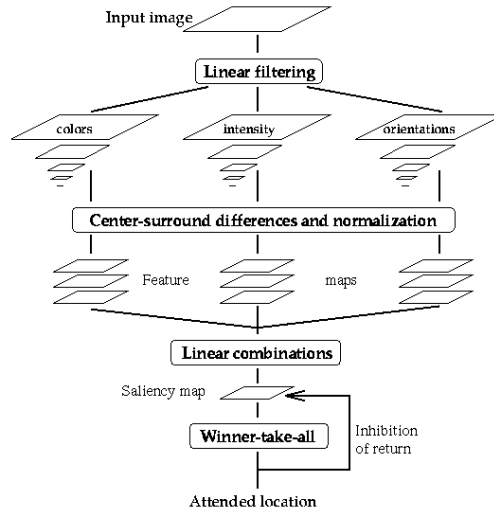 Input image
Linear filtering
colors
intensity
orientations
Center-surround differences and normalization
Feature
maps
Linear combinations
Saliency map
Winner-take-all
Inhibition
of return
Attended location